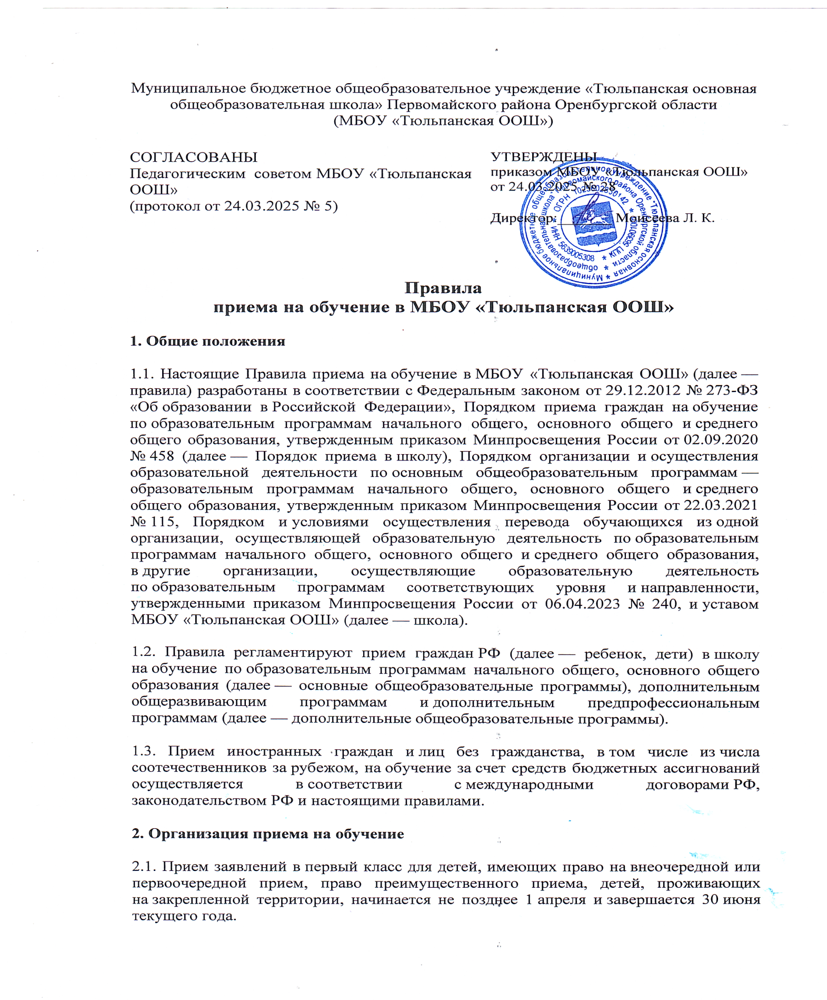 Муниципальное бюджетное общеобразовательное учреждение «Тюльпанская основная
общеобразовательная школа» Первомайского района Оренбургской области
(МБОУ «Тюльпанская ООШ»)
СОГЛАСОВАНЫ
Педагогическим советом МБОУ «Тюльпанская
ООШ»
(протокол от 24.03.2025 № 5)
УТВЕРЖДЕНЫ
приказом МБОУ «Тюльпанская ООШ»
от 24.03.2025 № 28
Директор: ________ Моисеева Л. К.
* Муниципальное бюджетное общеобразовательное учреждение "Тюльпанская основная
* общеобразовательная школа" Первомайского района Оренбургской области
* ИНН 5639005308 * ОГРН
Правила
приема на обучение в МБОУ «Тюльпанская ООШ»
1. Общие положения
1.1. Настоящие Правила приема на обучение в МБОУ «Тюльпанская ООШ» (далее —
правила) разработаны в соответствии с Федеральным законом от 29.12.2012 № 273-ФЗ
«Об образовании в Российской Федерации», Порядком приема граждан на обучение
по образовательным программам начального общего, основного общего и среднего
общего образования, утвержденным приказом Минпросвещения России от 02.09.2020
№ 458 (далее — Порядок приема в школу), Порядком организации и осуществления
образовательной деятельности по основным общеобразовательным программам —
образовательным программам начального общего, основного общего и среднего
общего образования, утвержденным приказом Минпросвещения России от 22.03.2021
№ 115, Порядком и условиями осуществления перевода обучающихся из одной
организации, осуществляющей образовательную деятельность по образовательным
программам начального общего, основного общего и среднего общего образования,
в другие организации, осуществляющие образовательную деятельность
по образовательным программам соответствующих уровня и направленности,
утвержденными приказом Минпросвещения России от 06.04.2023 № 240, и уставом
МБОУ «Тюльпанская ООШ» (далее — школа).
1.2. Правила регламентируют прием граждан РФ (далее — ребенок, дети) в школу
на обучение по образовательным программам начального общего, основного общего
образования (далее — основные общеобразовательные программы), дополнительным
общеразвивающим программам и дополнительным предпрофессиональным
программам (далее — дополнительные общеобразовательные программы).
1.3. Прием иностранных граждан и лиц без гражданства, в том числе из числа
соотечественников за рубежом, на обучение за счет средств бюджетных ассигнований
осуществляется в соответствии с международными договорами РФ,
законодательством РФ и настоящими правилами.
2. Организация приема на обучение
2.1. Прием заявлений в первый класс для детей, имеющих право на внеочередной или
первоочередной прием, право преимущественного приема, детей, проживающих
на закрепленной территории, начинается не позднее 1 апреля и завершается 30 июня
текущего года.